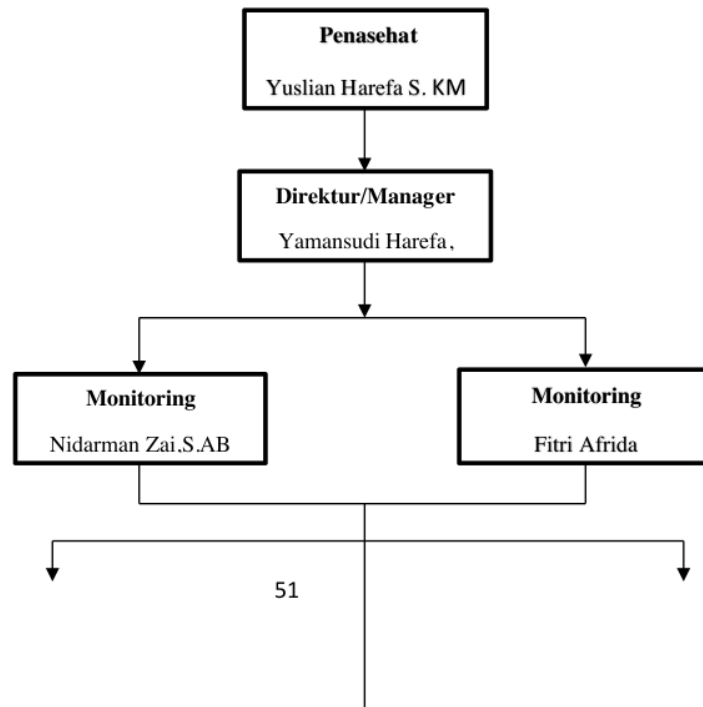 Penasehat
Yuslian Harefa S. KM
Direktur/Manager
Yamansudi Harefa,
Monitoring
Nidarman Zai,S.AB
Monitoring
Fitri Afrida
51